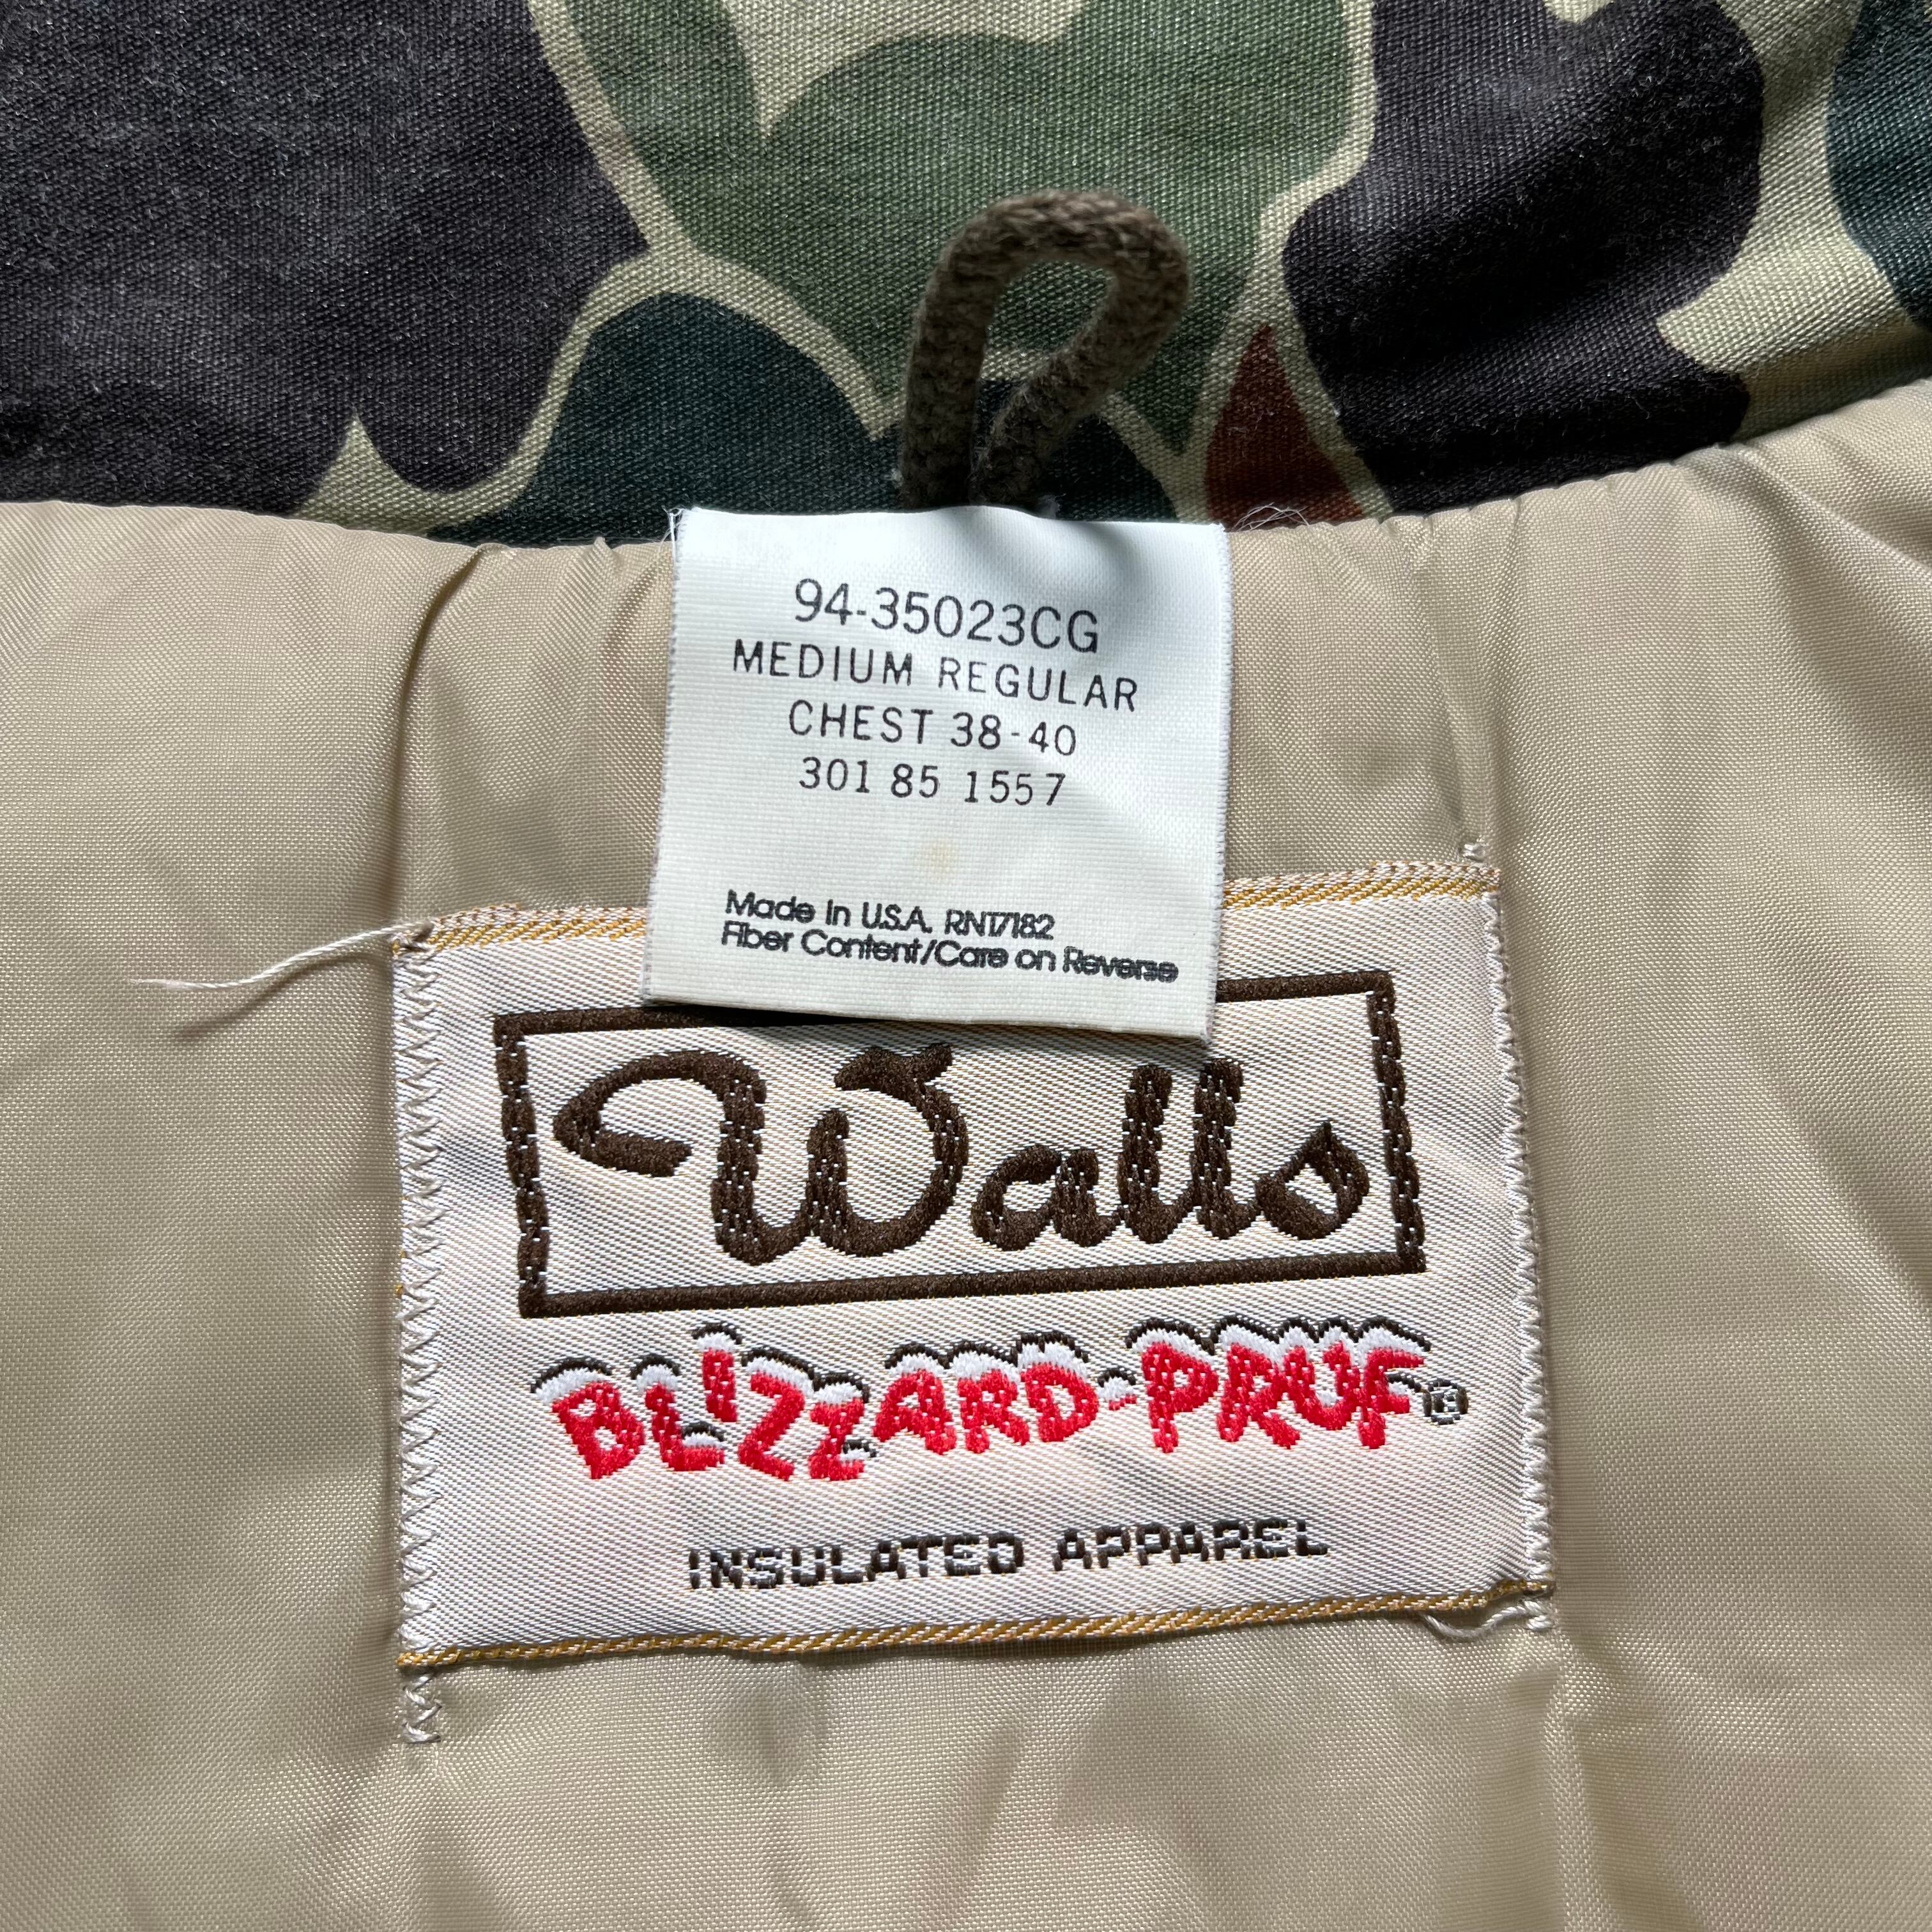 94-35023CG
MEDIUM REGULAR
CHEST 38-40
301 85 1557
Made In U.S.A. RN17182
Fiber Content/Care on Reverse
Walls
BLIZZARD-PRUF®
INSULATED APPAREL